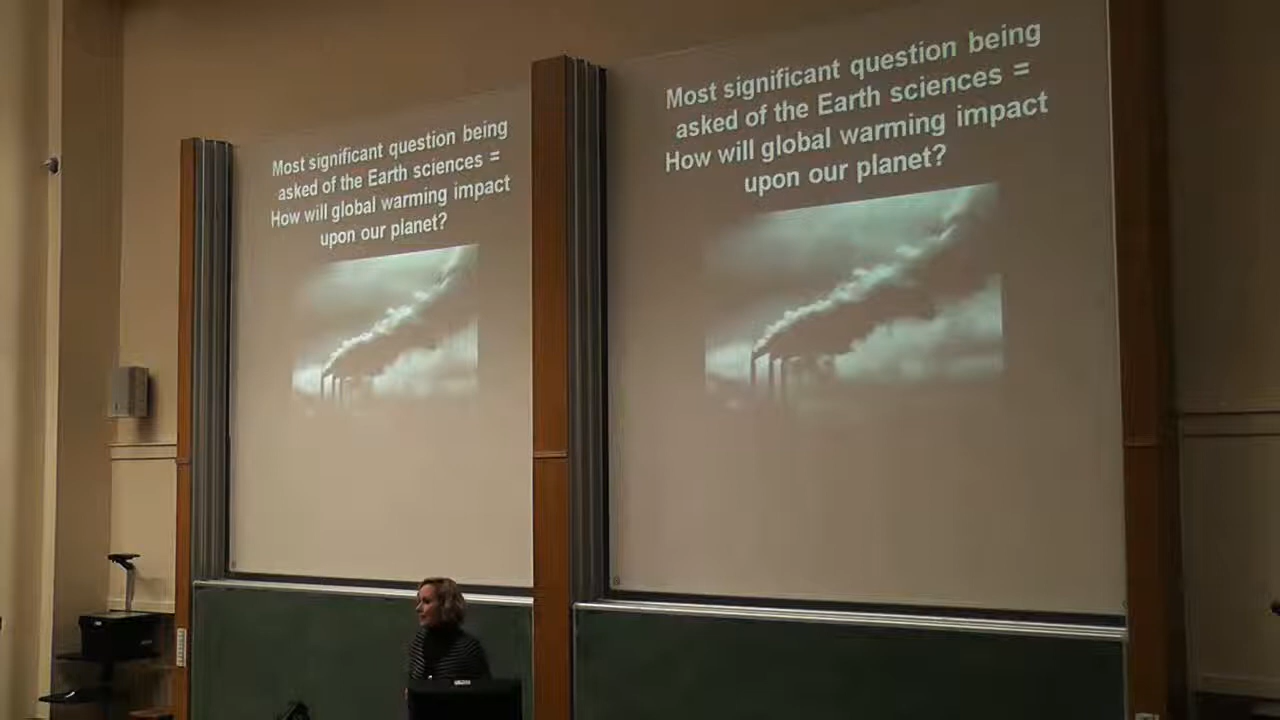 Most significant question being
asked of the Earth sciences =
How will global warming impact
upon our planet?
Most significant question being
asked of the Earth sciences =
How will global warming impact
upon our planet?